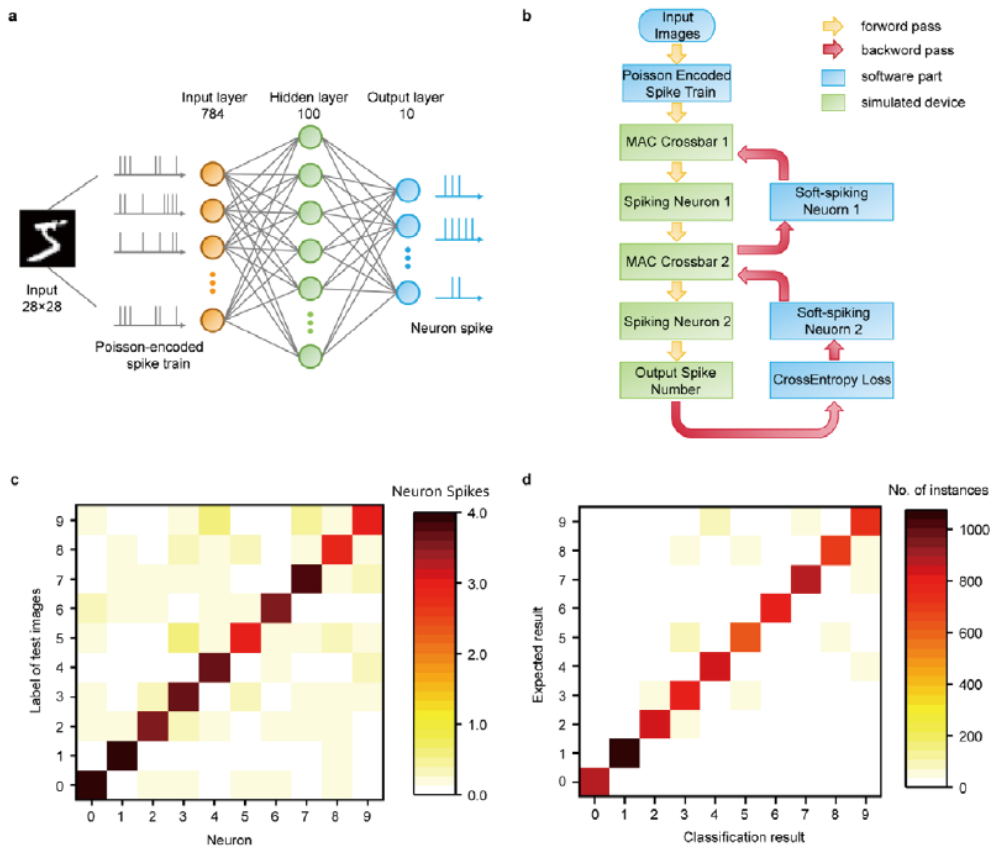 a
Input layer
784
Hidden layer
100
Output layer
10
Input
28×28
Poisson-encoded
spike train
Neuron spike
b
Input
Images
Poisson Encoded
Spike Train
MAC Crossbar 1
Spiking Neuron 1
MAC Crossbar 2
Spiking Neuron 2
Output Spike
Number
Soft-spiking
Neuorn 1
Soft-spiking
Neuorn 2
CrossEntropy Loss
forword pass
backword pass
software part
simulated device
c
Neuron Spikes
Label of test images
9
8
7
6
5
4
3
2
1
0
0 1 2 3 4 5 6 7 8 9
Neuron
4.0
3.0
2.0
1.0
0.0
d
No. of instances
Expected result
9
8
7
6
5
4
3
2
1
0
0 1 2 3 4 5 6 7 8 9
Classification result
1000
800
600
400
200
0